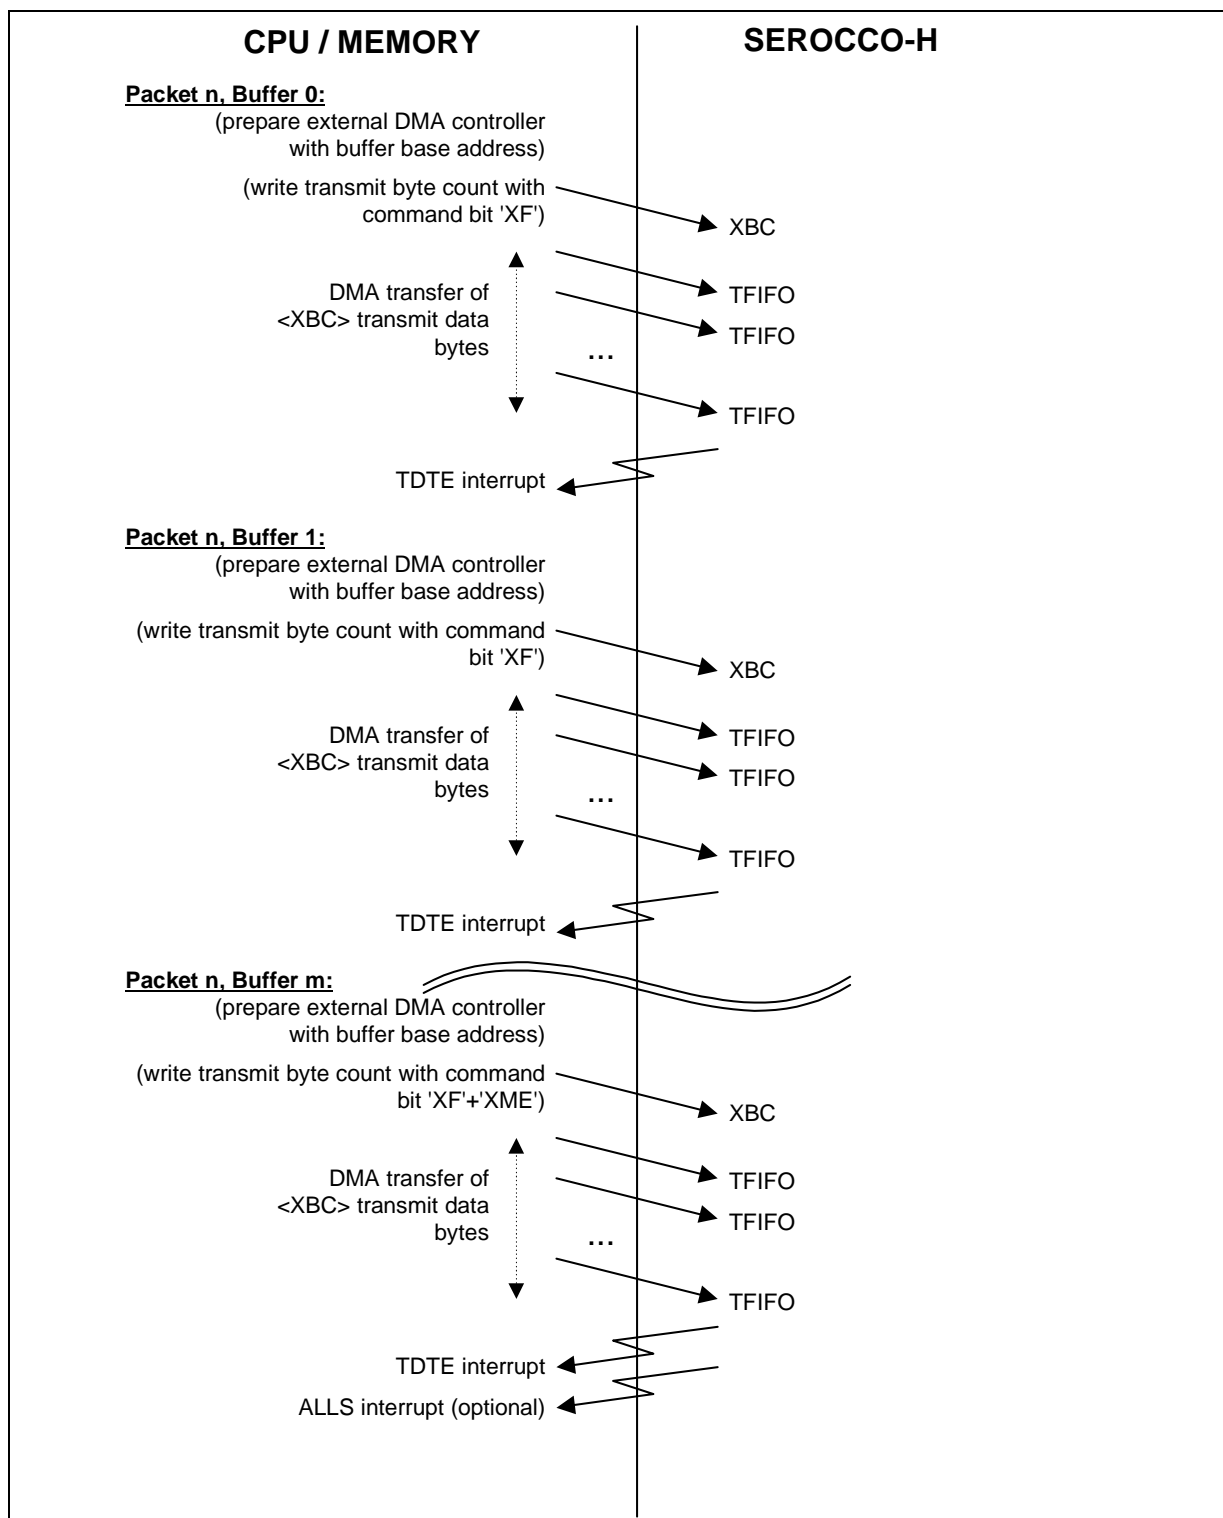 CPU / MEMORY
SEROCCO-H
Packet n, Buffer 0:
(prepare external DMA controller
with buffer base address)
(write transmit byte count with
command bit 'XF')
XBC
DMA transfer of
<XBC> transmit data
bytes
TFIFO
TFIFO
...
TFIFO
TDTE interrupt
Packet n, Buffer 1:
(prepare external DMA controller
with buffer base address)
(write transmit byte count with command
bit 'XF')
XBC
DMA transfer of
<XBC> transmit data
bytes
TFIFO
TFIFO
...
TFIFO
TDTE interrupt
Packet n, Buffer m:
(prepare external DMA controller
with buffer base address)
(write transmit byte count with command
bit 'XF'+'XME')
XBC
DMA transfer of
<XBC> transmit data
bytes
TFIFO
TFIFO
...
TFIFO
TDTE interrupt
ALLS interrupt (optional)